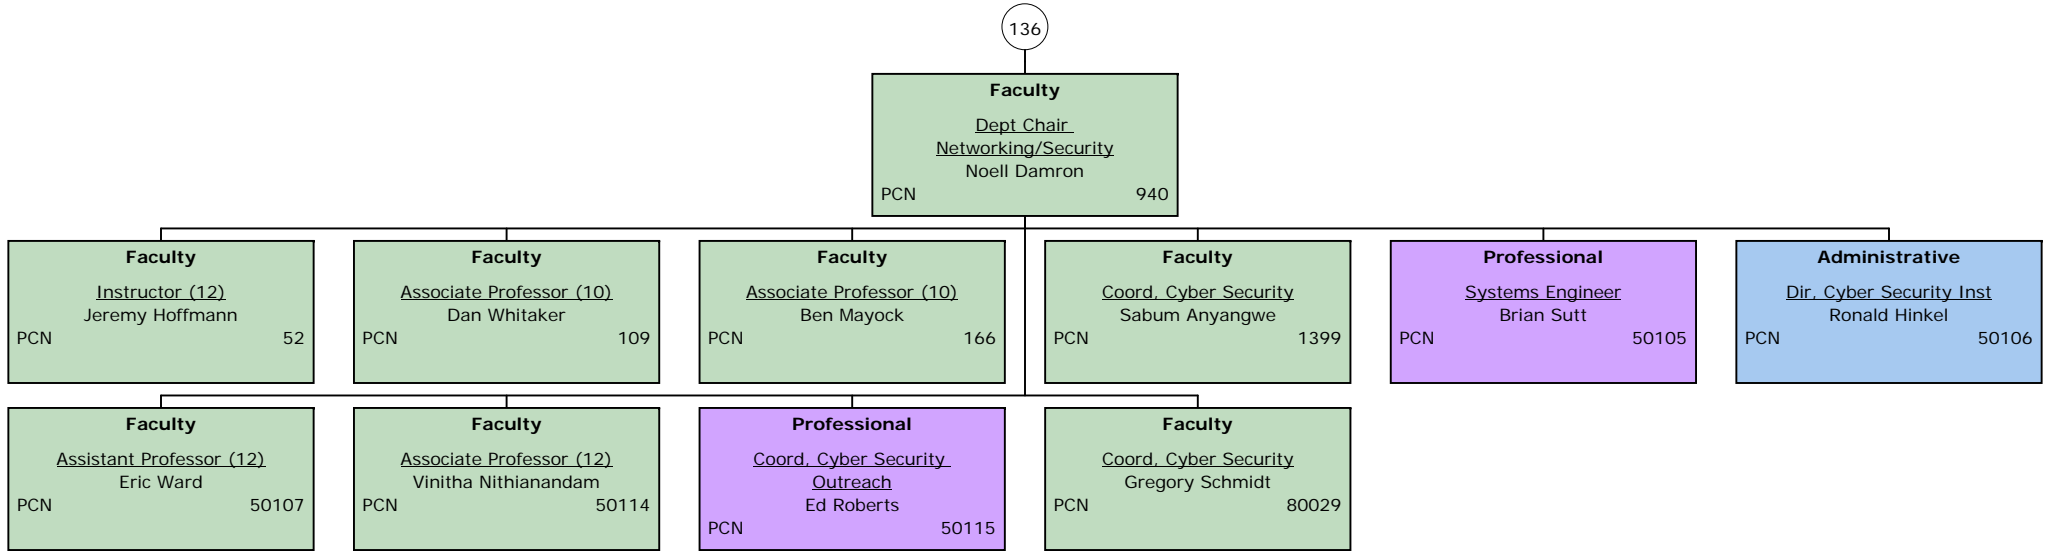 136
Faculty
Dept Chair
Networking/Security
Noell Damron
PCN 940
Faculty
Instructor (12)
Jeremy Hoffmann
PCN 52
Faculty
Associate Professor (10)
Dan Whitaker
PCN 109
Faculty
Associate Professor (10)
Ben Mayock
PCN 166
Faculty
Coord, Cyber Security
Sabum Anyangwe
PCN 1399
Professional
Systems Engineer
Brian Sutt
PCN 50105
Administrative
Dir, Cyber Security Inst
Ronald Hinkel
PCN 50106
Faculty
Assistant Professor (12)
Eric Ward
PCN 50107
Faculty
Associate Professor (12)
Vinitha Nithianandam
PCN 50114
Professional
Coord, Cyber Security
Outreach
Ed Roberts
PCN 50115
Faculty
Coord, Cyber Security
Gregory Schmidt
PCN 80029